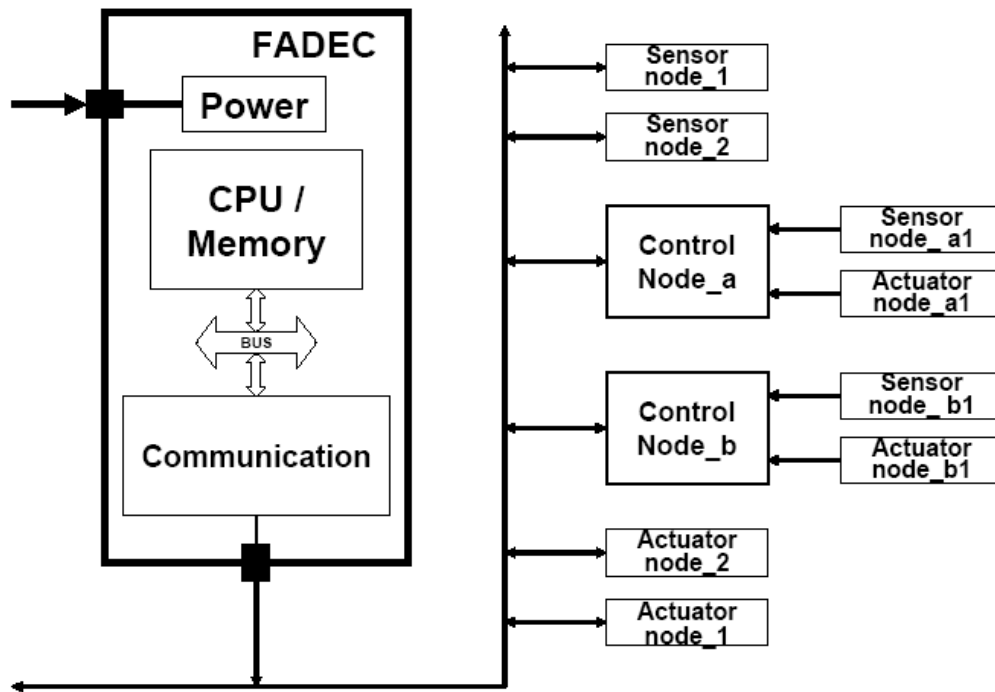 FADEC
Power
CPU /
Memory
BUS
Communication
Sensor
node_1
Sensor
node_2
Control
Node_a
Sensor
node_ a1
Actuator
node_a1
Control
Node_b
Sensor
node_ b1
Actuator
node_b1
Actuator
node_2
Actuator
node_1